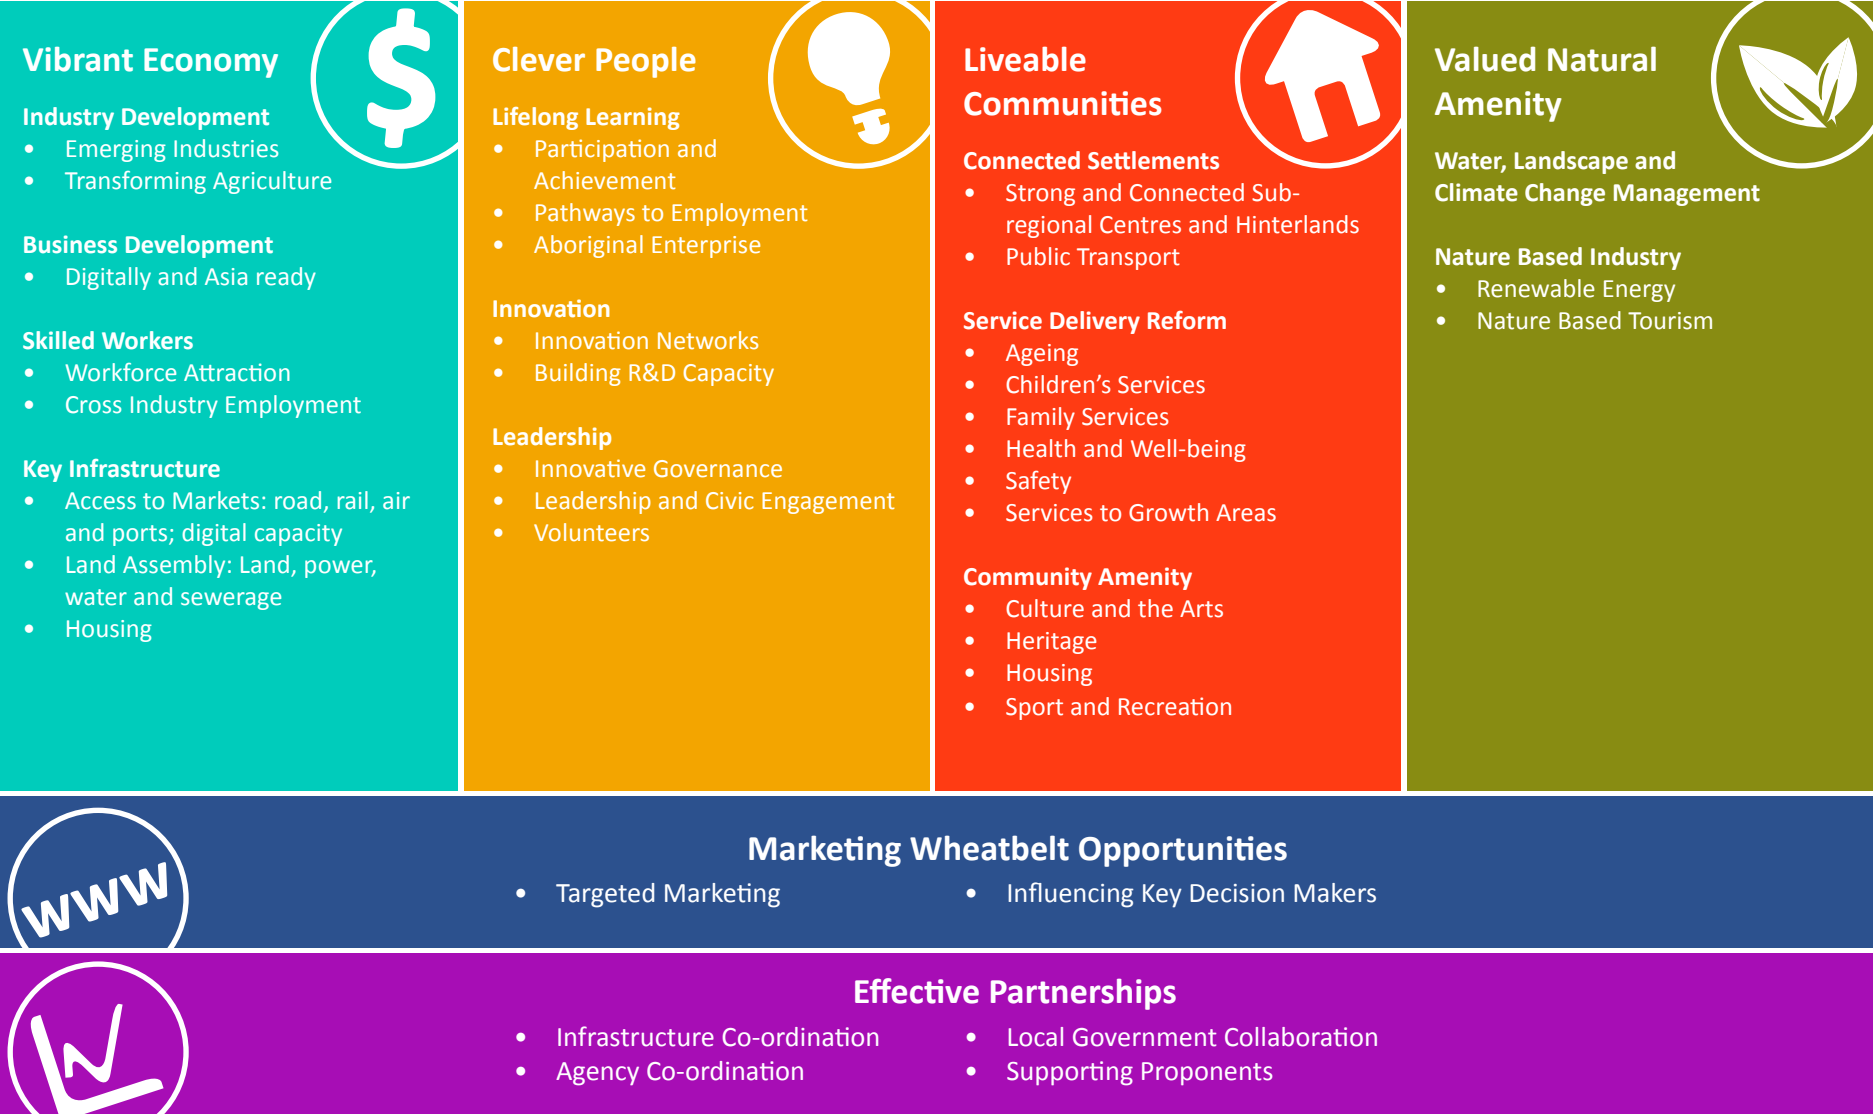 Vibrant Economy
Industry Development
• Emerging Industries
• Transforming Agriculture
Business Development
• Digitally and Asia ready
Skilled Workers
• Workforce Attraction
• Cross Industry Employment
Key Infrastructure
• Access to Markets: road, rail, air
and ports; digital capacity
• Land Assembly: Land, power,
water and sewerage
• Housing
Clever People
Lifelong Learning
• Participation and
Achievement
• Pathways to Employment
• Aboriginal Enterprise
Innovation
• Innovation Networks
• Building R&D Capacity
Leadership
• Innovative Governance
• Leadership and Civic Engagement
• Volunteers
Liveable
Communities
Connected Settlements
• Strong and Connected Sub-
regional Centres and Hinterlands
• Public Transport
Service Delivery Reform
• Ageing
• Children’s Services
• Family Services
• Health and Well-being
• Safety
• Services to Growth Areas
Community Amenity
• Culture and the Arts
• Heritage
• Housing
• Sport and Recreation
Valued Natural
Amenity
Water, Landscape and
Climate Change Management
Nature Based Industry
• Renewable Energy
• Nature Based Tourism
www
Marketing Wheatbelt Opportunities
• Targeted Marketing
• Influencing Key Decision Makers
Effective Partnerships
• Infrastructure Co-ordination
• Agency Co-ordination
• Local Government Collaboration
• Supporting Proponents